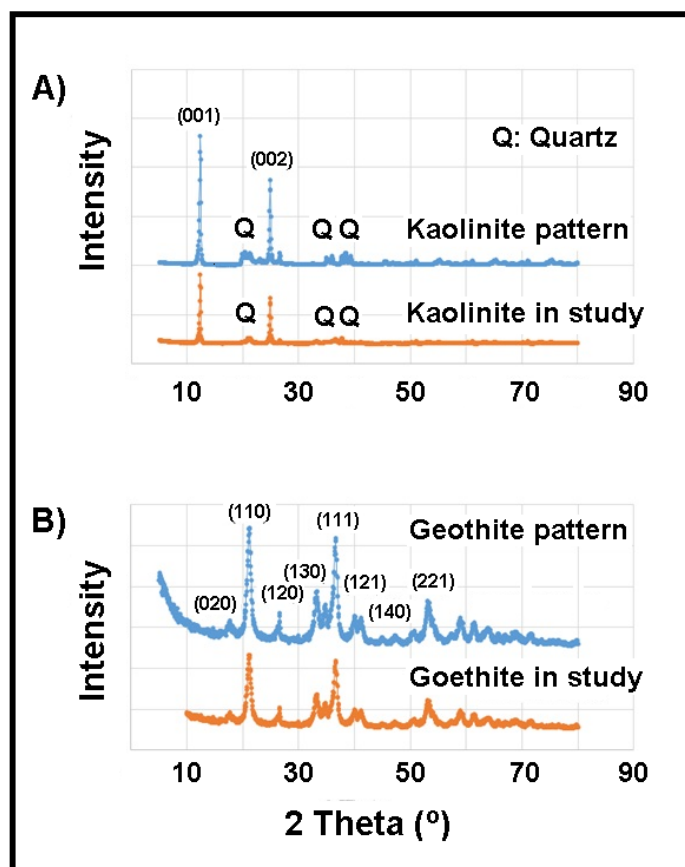 A)
Intensity
(001)
(002)
Q: Quartz
Q
Q Q
Kaolinite pattern
Q
Q Q
Kaolinite in study
10 30 50 70 90
B)
Intensity
(020)
(110)
(120)
(130)
(111)
(121)
(140)
(221)
Geothite pattern
Goethite in study
10 30 50 70 90
2 Theta (º)